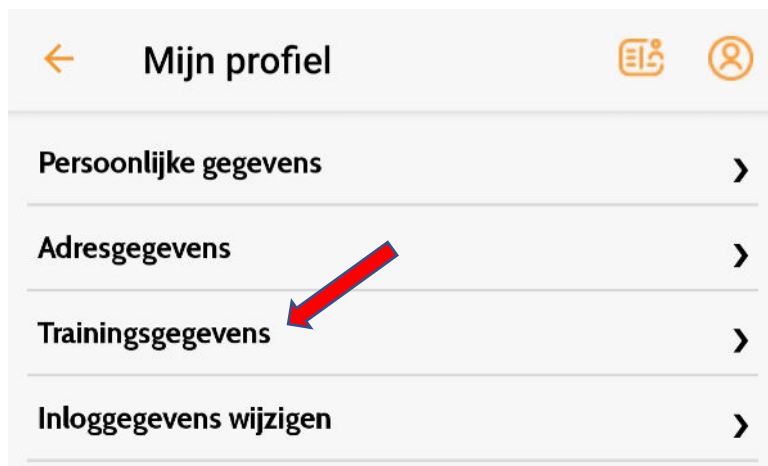 Mijn profiel
Persoonlijke gegevens
Adresgegevens
Trainingsgegevens
Inloggegevens wijzigen